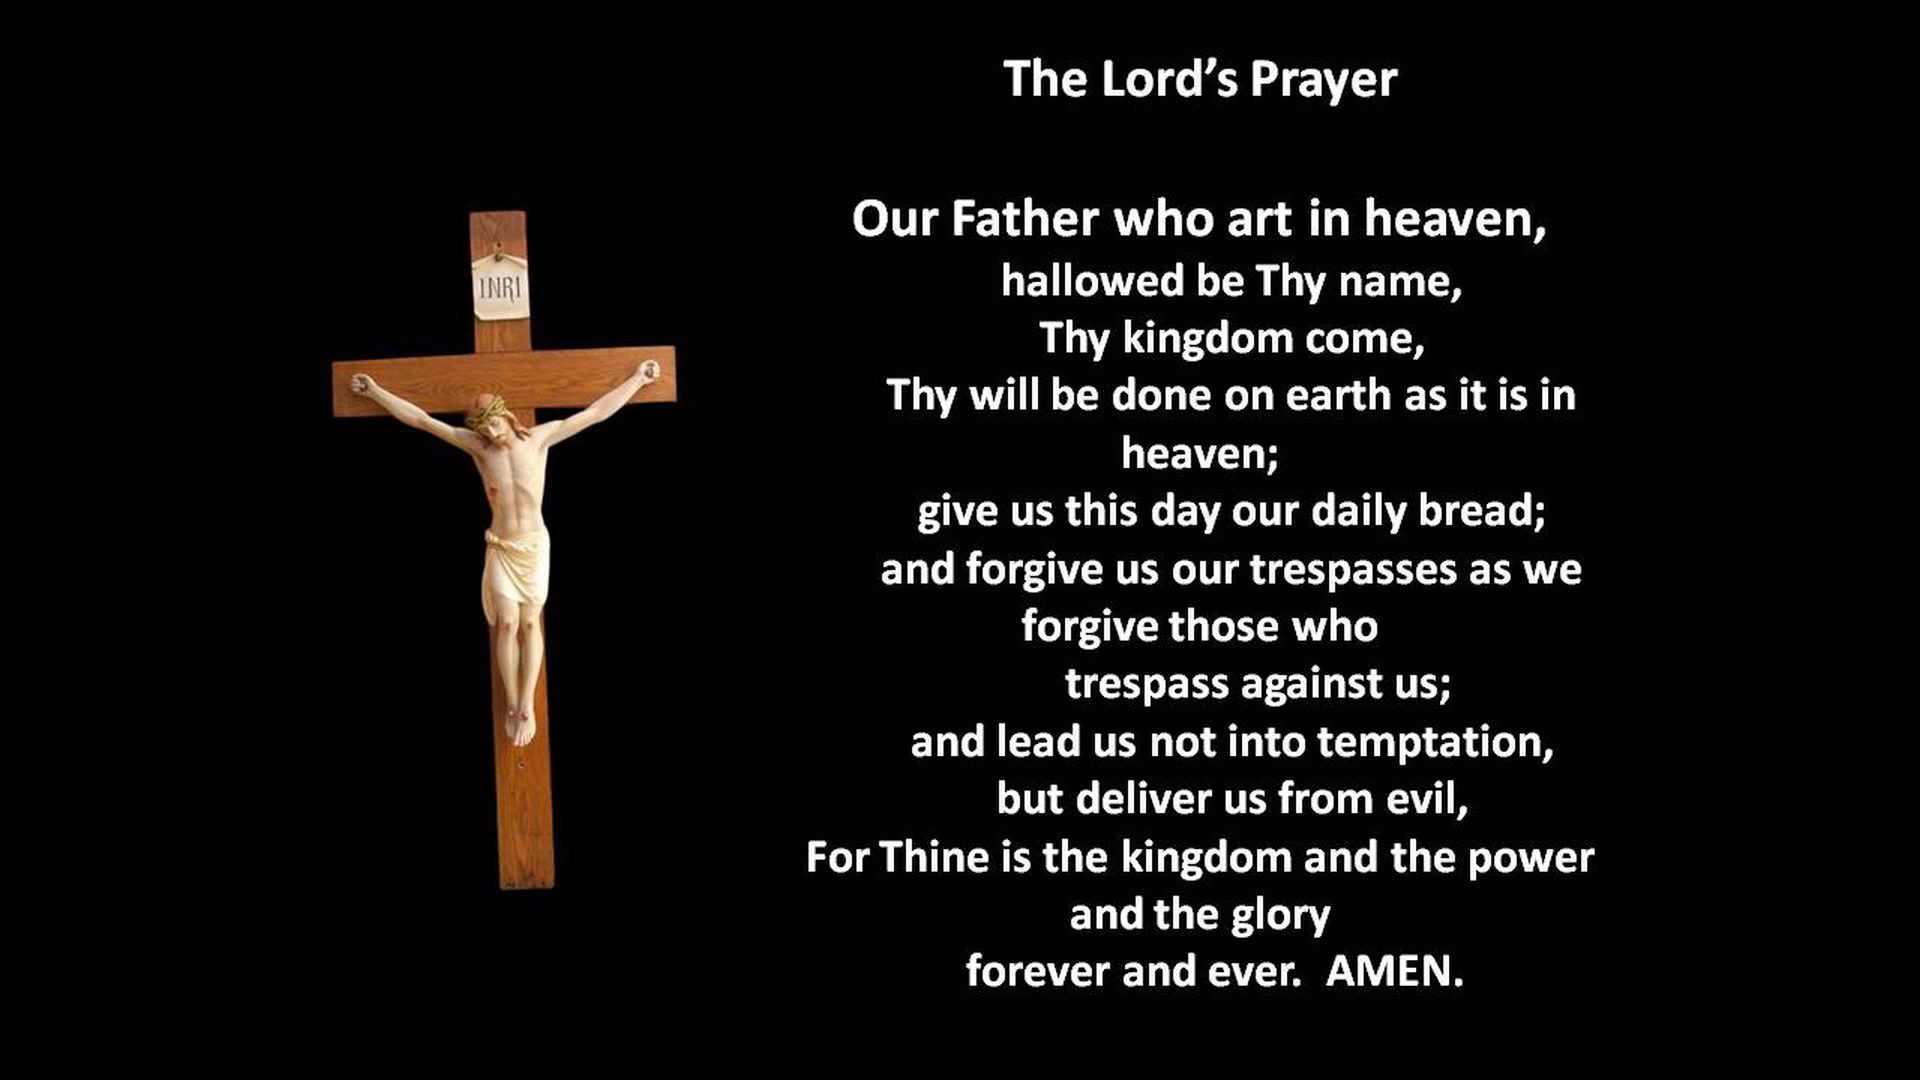 The Lord’s Prayer
INRI
Our Father who art in heaven,
hallowed be Thy name,
Thy kingdom come,
Thy will be done on earth as it is in
heaven;
give us this day our daily bread;
and forgive us our trespasses as we
forgive those who
trespass against us;
and lead us not into temptation,
but deliver us from evil,
For Thine is the kingdom and the power
and the glory
forever and ever.  AMEN.